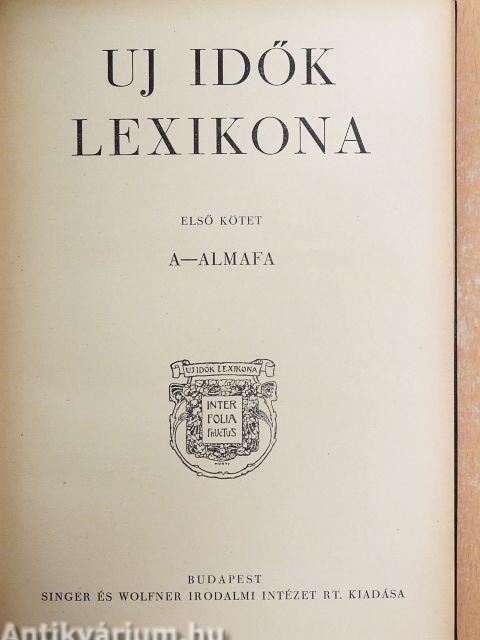 UJ IDŐK
LEXIKONA
ELSŐ KÖTET
A—ALMAFA
UJ IDŐK LEXIKONA
INTER
FOLIA
FRUCTUS
BUDAPEST
SINGER ÉS WOLFNER IRODALMI INTÉZET RT. KIADÁSA
Antikvárium.hu